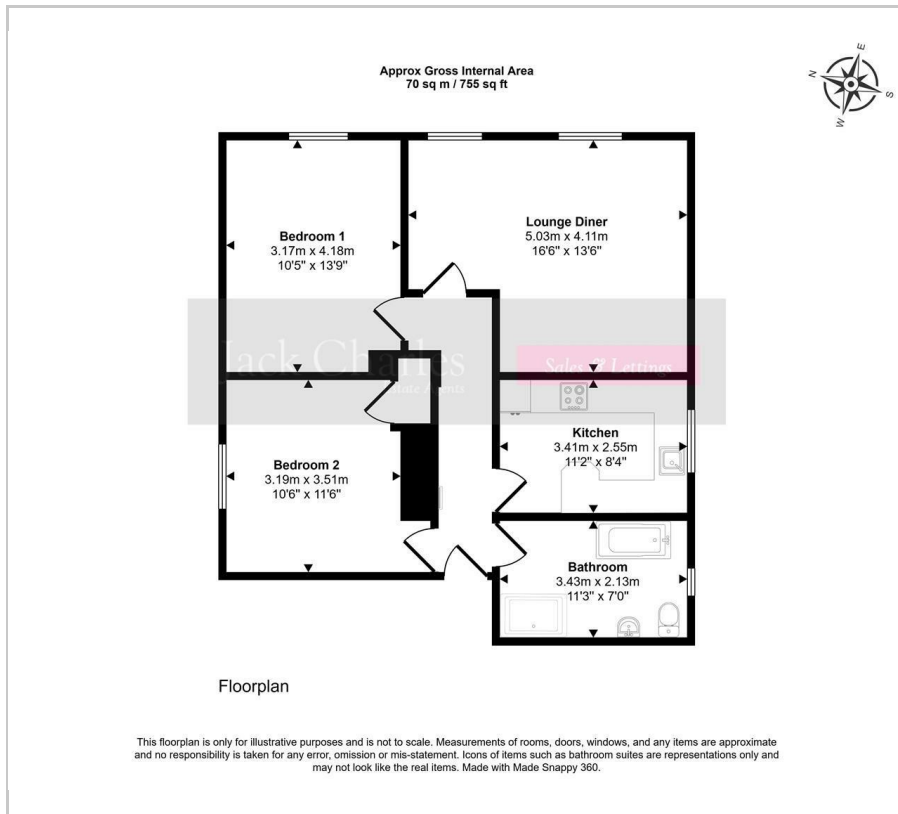 Approx Gross Internal Area
70 sq m / 755 sq ft
N
E
S
W
Bedroom 1
3.17m x 4.18m
10'5" x 13'9"
Lounge Diner
5.03m x 4.11m
16'6" x 13'6"
Jack Charles
Estate Agents
Sales & Lettings
Kitchen
3.41m x 2.55m
11'2" x 8'4"
Bedroom 2
3.19m x 3.51m
10'6" x 11'6"
Bathroom
3.43m x 2.13m
11'3" x 7'0"
Floorplan
This floorplan is only for illustrative purposes and is not to scale. Measurements of rooms, doors, windows, and any items are approximate
and no responsibility is taken for any error, omission or mis-statement. Icons of items such as bathroom suites are representations only and
may not look like the real items. Made with Made Snappy 360.